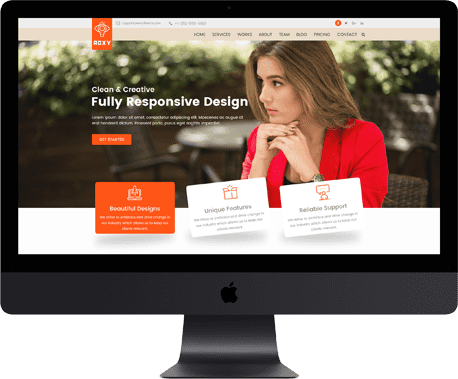 ROXY
HOME SERVICES WORKS ABOUT TEAM BLOG PRICING CONTACT
Clean & Creative
Fully Responsive Design
Lorem ipsum dolor sit amet, consectetur adipiscing elit. Maecenas ac augue at
erat hendrerit dictum. Praesent porta, purus eget sagittis imperdiet.
GET STARTED
Beautiful Designs
We strive to embrace and drive change in
our industry which allows us to keep our
clients relevant.
Unique Features
We strive to embrace and drive change in
our industry which allows us to keep our
clients relevant.
Reliable Support
We strive to embrace and drive change in
our industry which allows us to keep our
clients relevant.